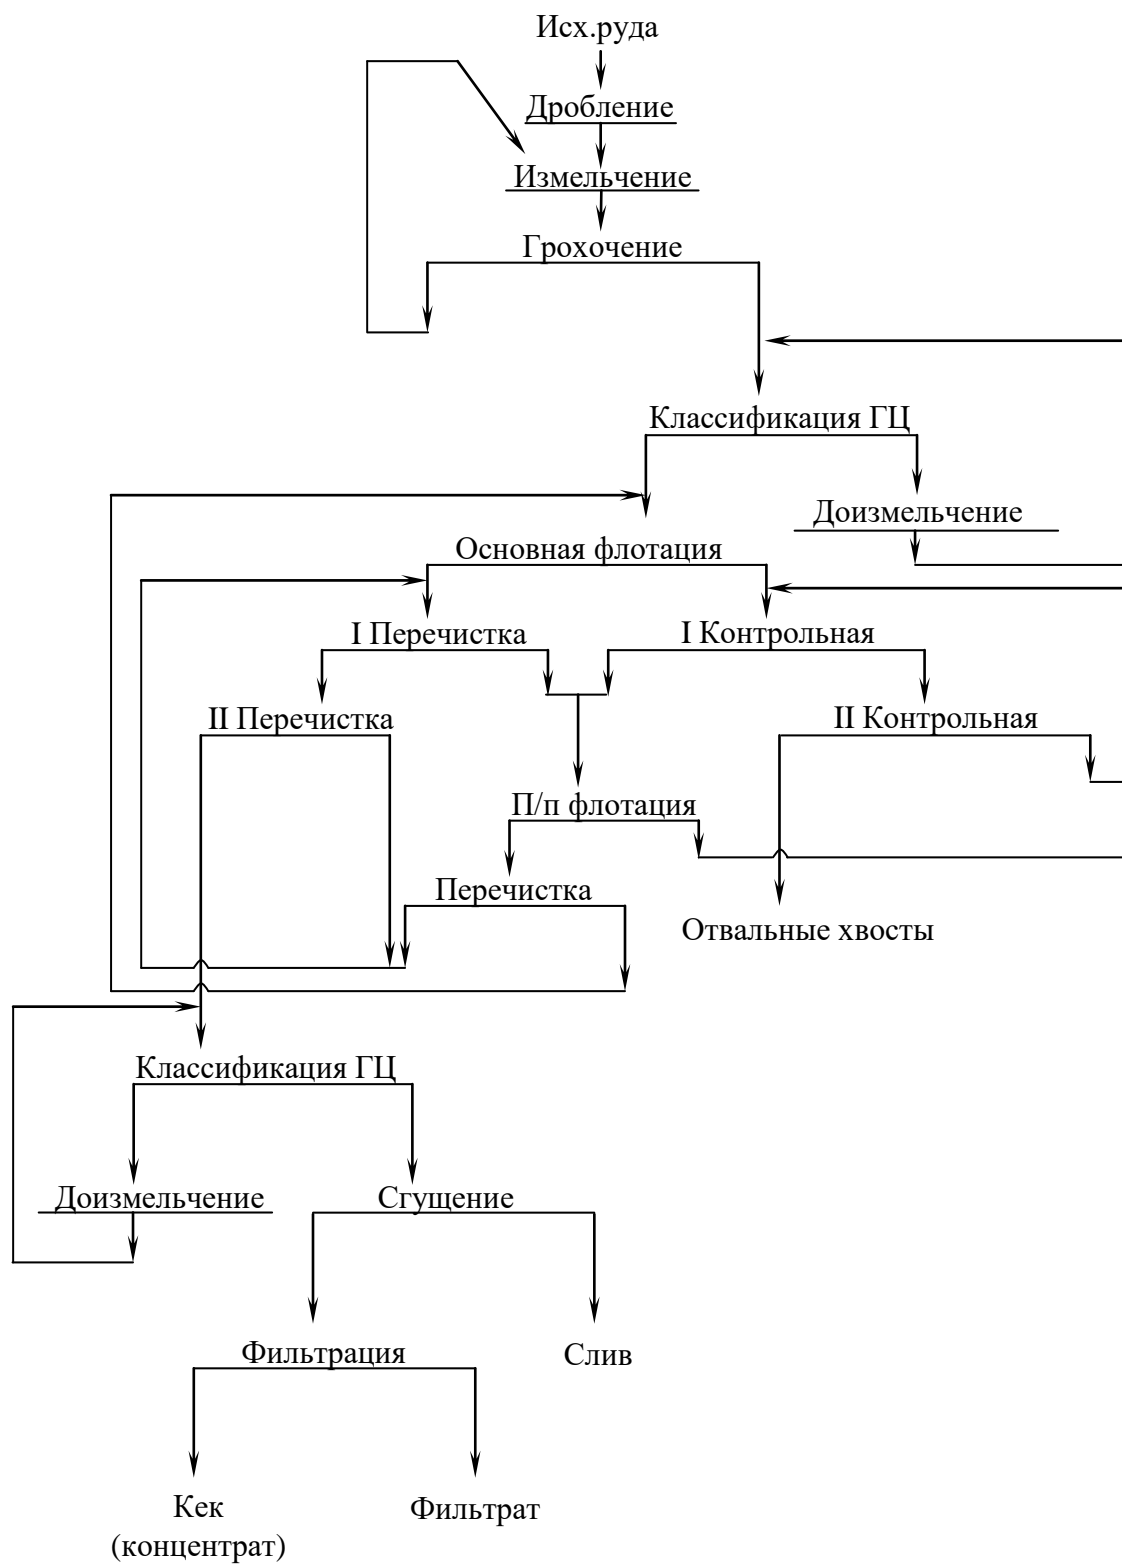 Исх.руда
Дробление
Измельчение
Грохочение
Классификация ГЦ
Доизмельчение
Основная флотация
I Перечистка
I Контрольная
II Перечистка
II Контрольная
П/п флотация
Перечистка
Отвальные хвосты
Классификация ГЦ
Доизмельчение
Сгущение
Фильтрация
Слив
Кек
(концентрат)
Фильтрат